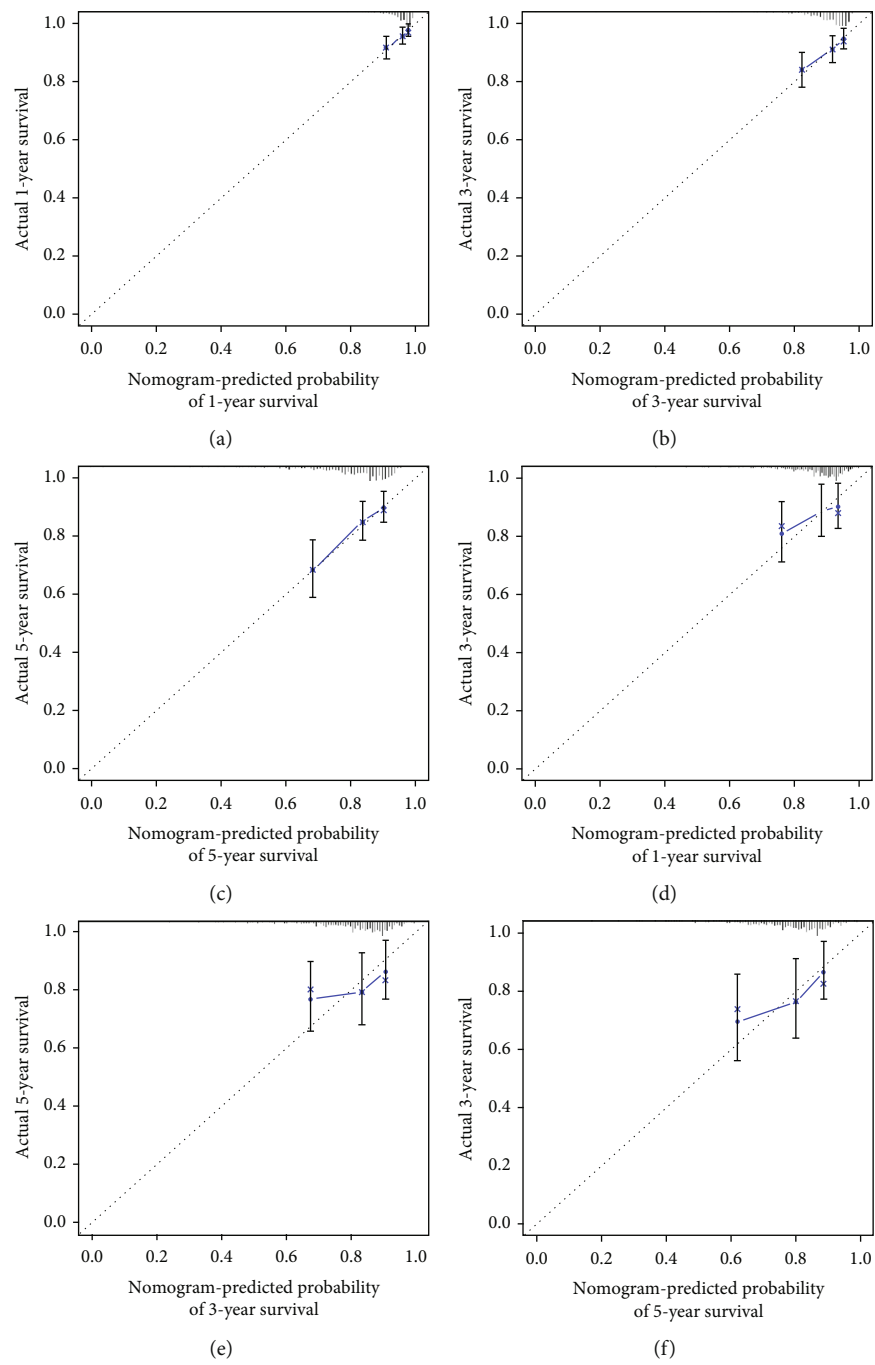 1.0
0.8
0.6
0.4
0.2
0.0
Actual 1-year survival
0.0 0.2 0.4 0.6 0.8 1.0
Nomogram-predicted probability
of 1-year survival
(a)
1.0
0.8
0.6
0.4
0.2
0.0
Actual 3-year survival
0.0 0.2 0.4 0.6 0.8 1.0
Nomogram-predicted probability
of 3-year survival
(b)
1.0
0.8
0.6
0.4
0.2
0.0
Actual 5-year survival
0.0 0.2 0.4 0.6 0.8 1.0
Nomogram-predicted probability
of 5-year survival
(c)
1.0
0.8
0.6
0.4
0.2
0.0
Actual 3-year survival
0.0 0.2 0.4 0.6 0.8 1.0
Nomogram-predicted probability
of 1-year survival
(d)
1.0
0.8
0.6
0.4
0.2
0.0
Actual 5-year survival
0.0 0.2 0.4 0.6 0.8 1.0
Nomogram-predicted probability
of 3-year survival
(e)
1.0
0.8
0.6
0.4
0.2
0.0
Actual 3-year survival
0.0 0.2 0.4 0.6 0.8 1.0
Nomogram-predicted probability
of 5-year survival
(f)